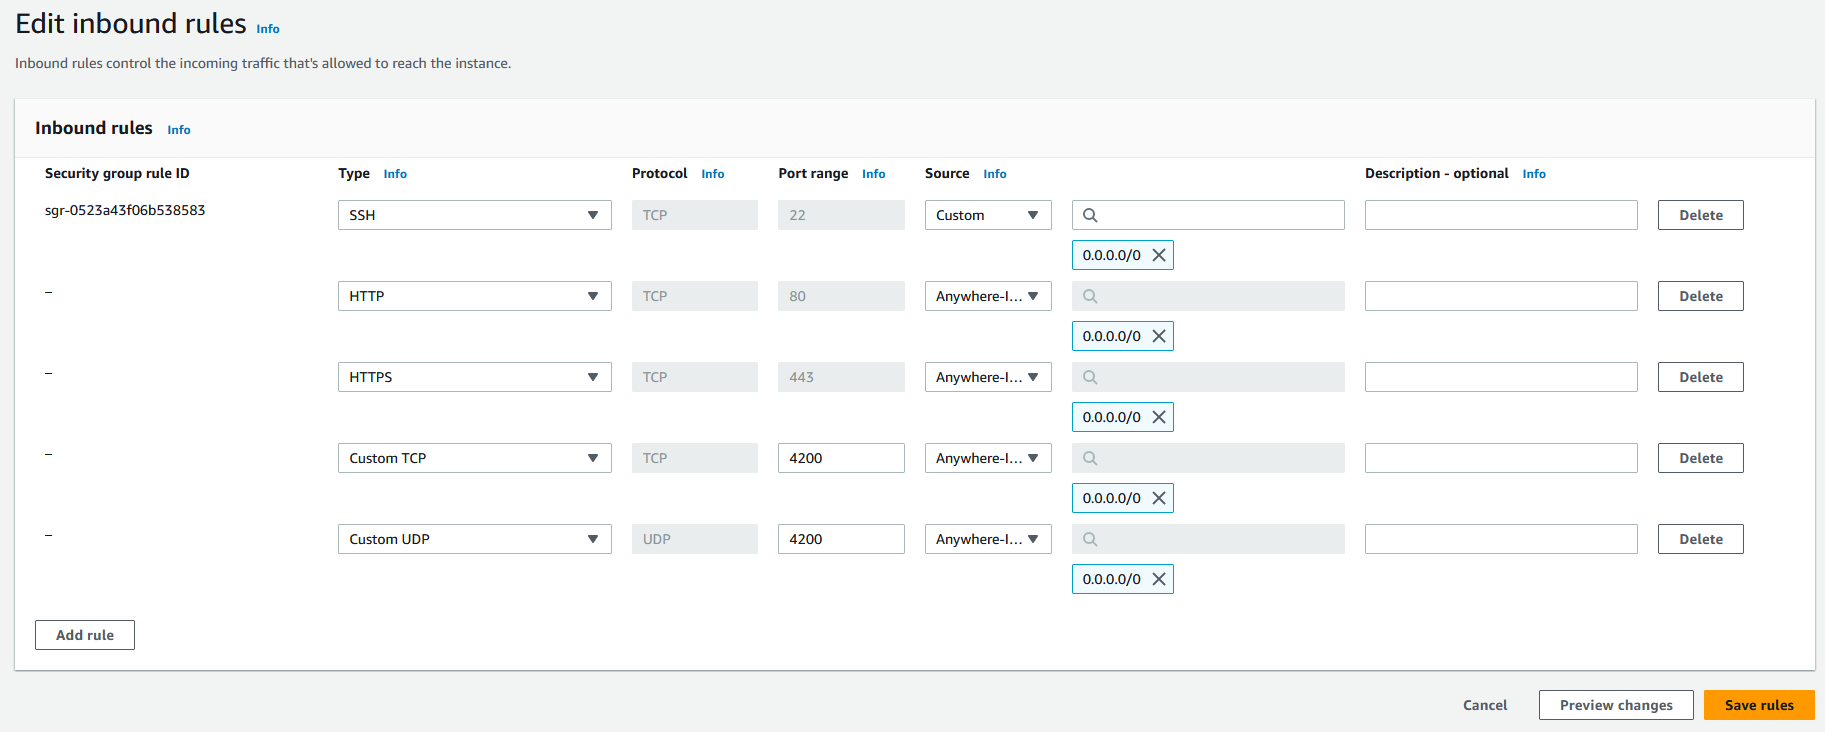 Edit inbound rules Info
Inbound rules control the incoming traffic that's allowed to reach the instance.
Inbound rules Info
Security group rule ID Type Info Protocol Info Port range Info Source Info Description - optional Info
sgr-0523a43f06b538583 SSH TCP 22 Custom Delete
0.0.0.0/0
– HTTP TCP 80 Anywhere-I... Delete
0.0.0.0/0
– HTTPS TCP 443 Anywhere-I... Delete
0.0.0.0/0
– Custom TCP TCP 4200 Anywhere-I... Delete
0.0.0.0/0
– Custom UDP UDP 4200 Anywhere-I... Delete
0.0.0.0/0
Add rule
Cancel Preview changes Save rules